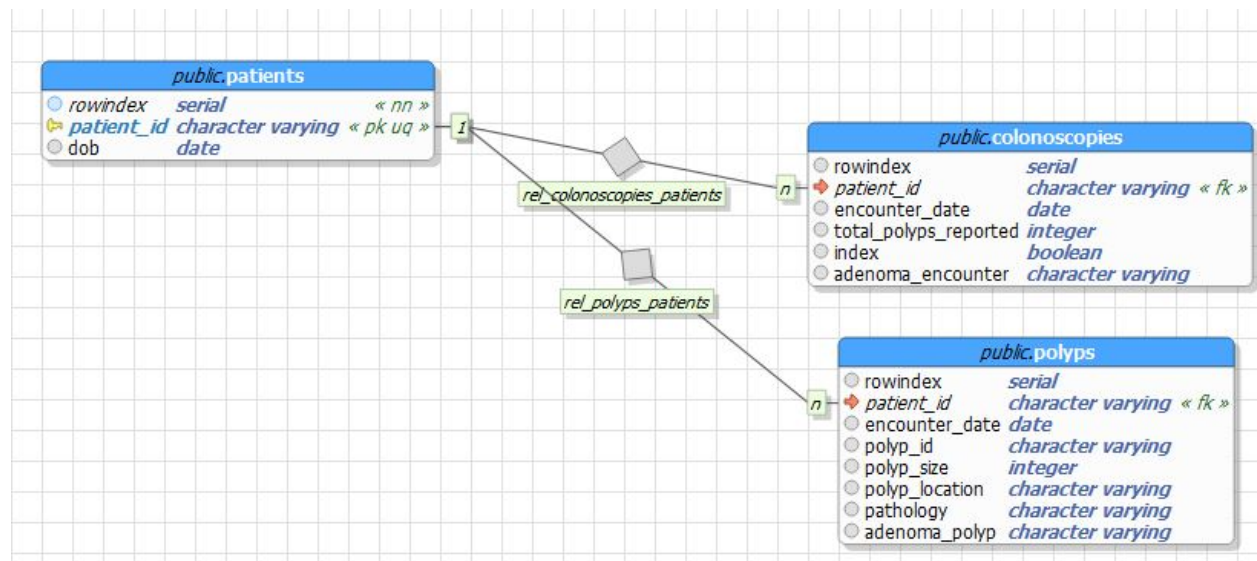 public.patients
rowindex serial « nn »
patient_id character varying « pk uq »
dob date
1
rel_colonoscopies_patients
n
public.colonoscopies
rowindex serial
patient_id character varying « fk »
encounter_date date
total_polyps_reported integer
index boolean
adenoma_encounter character varying
rel_polyps_patients
n
public.polyps
rowindex serial
patient_id character varying « fk »
encounter_date date
polyp_id character varying
polyp_size integer
polyp_location character varying
pathology character varying
adenoma_polyp character varying